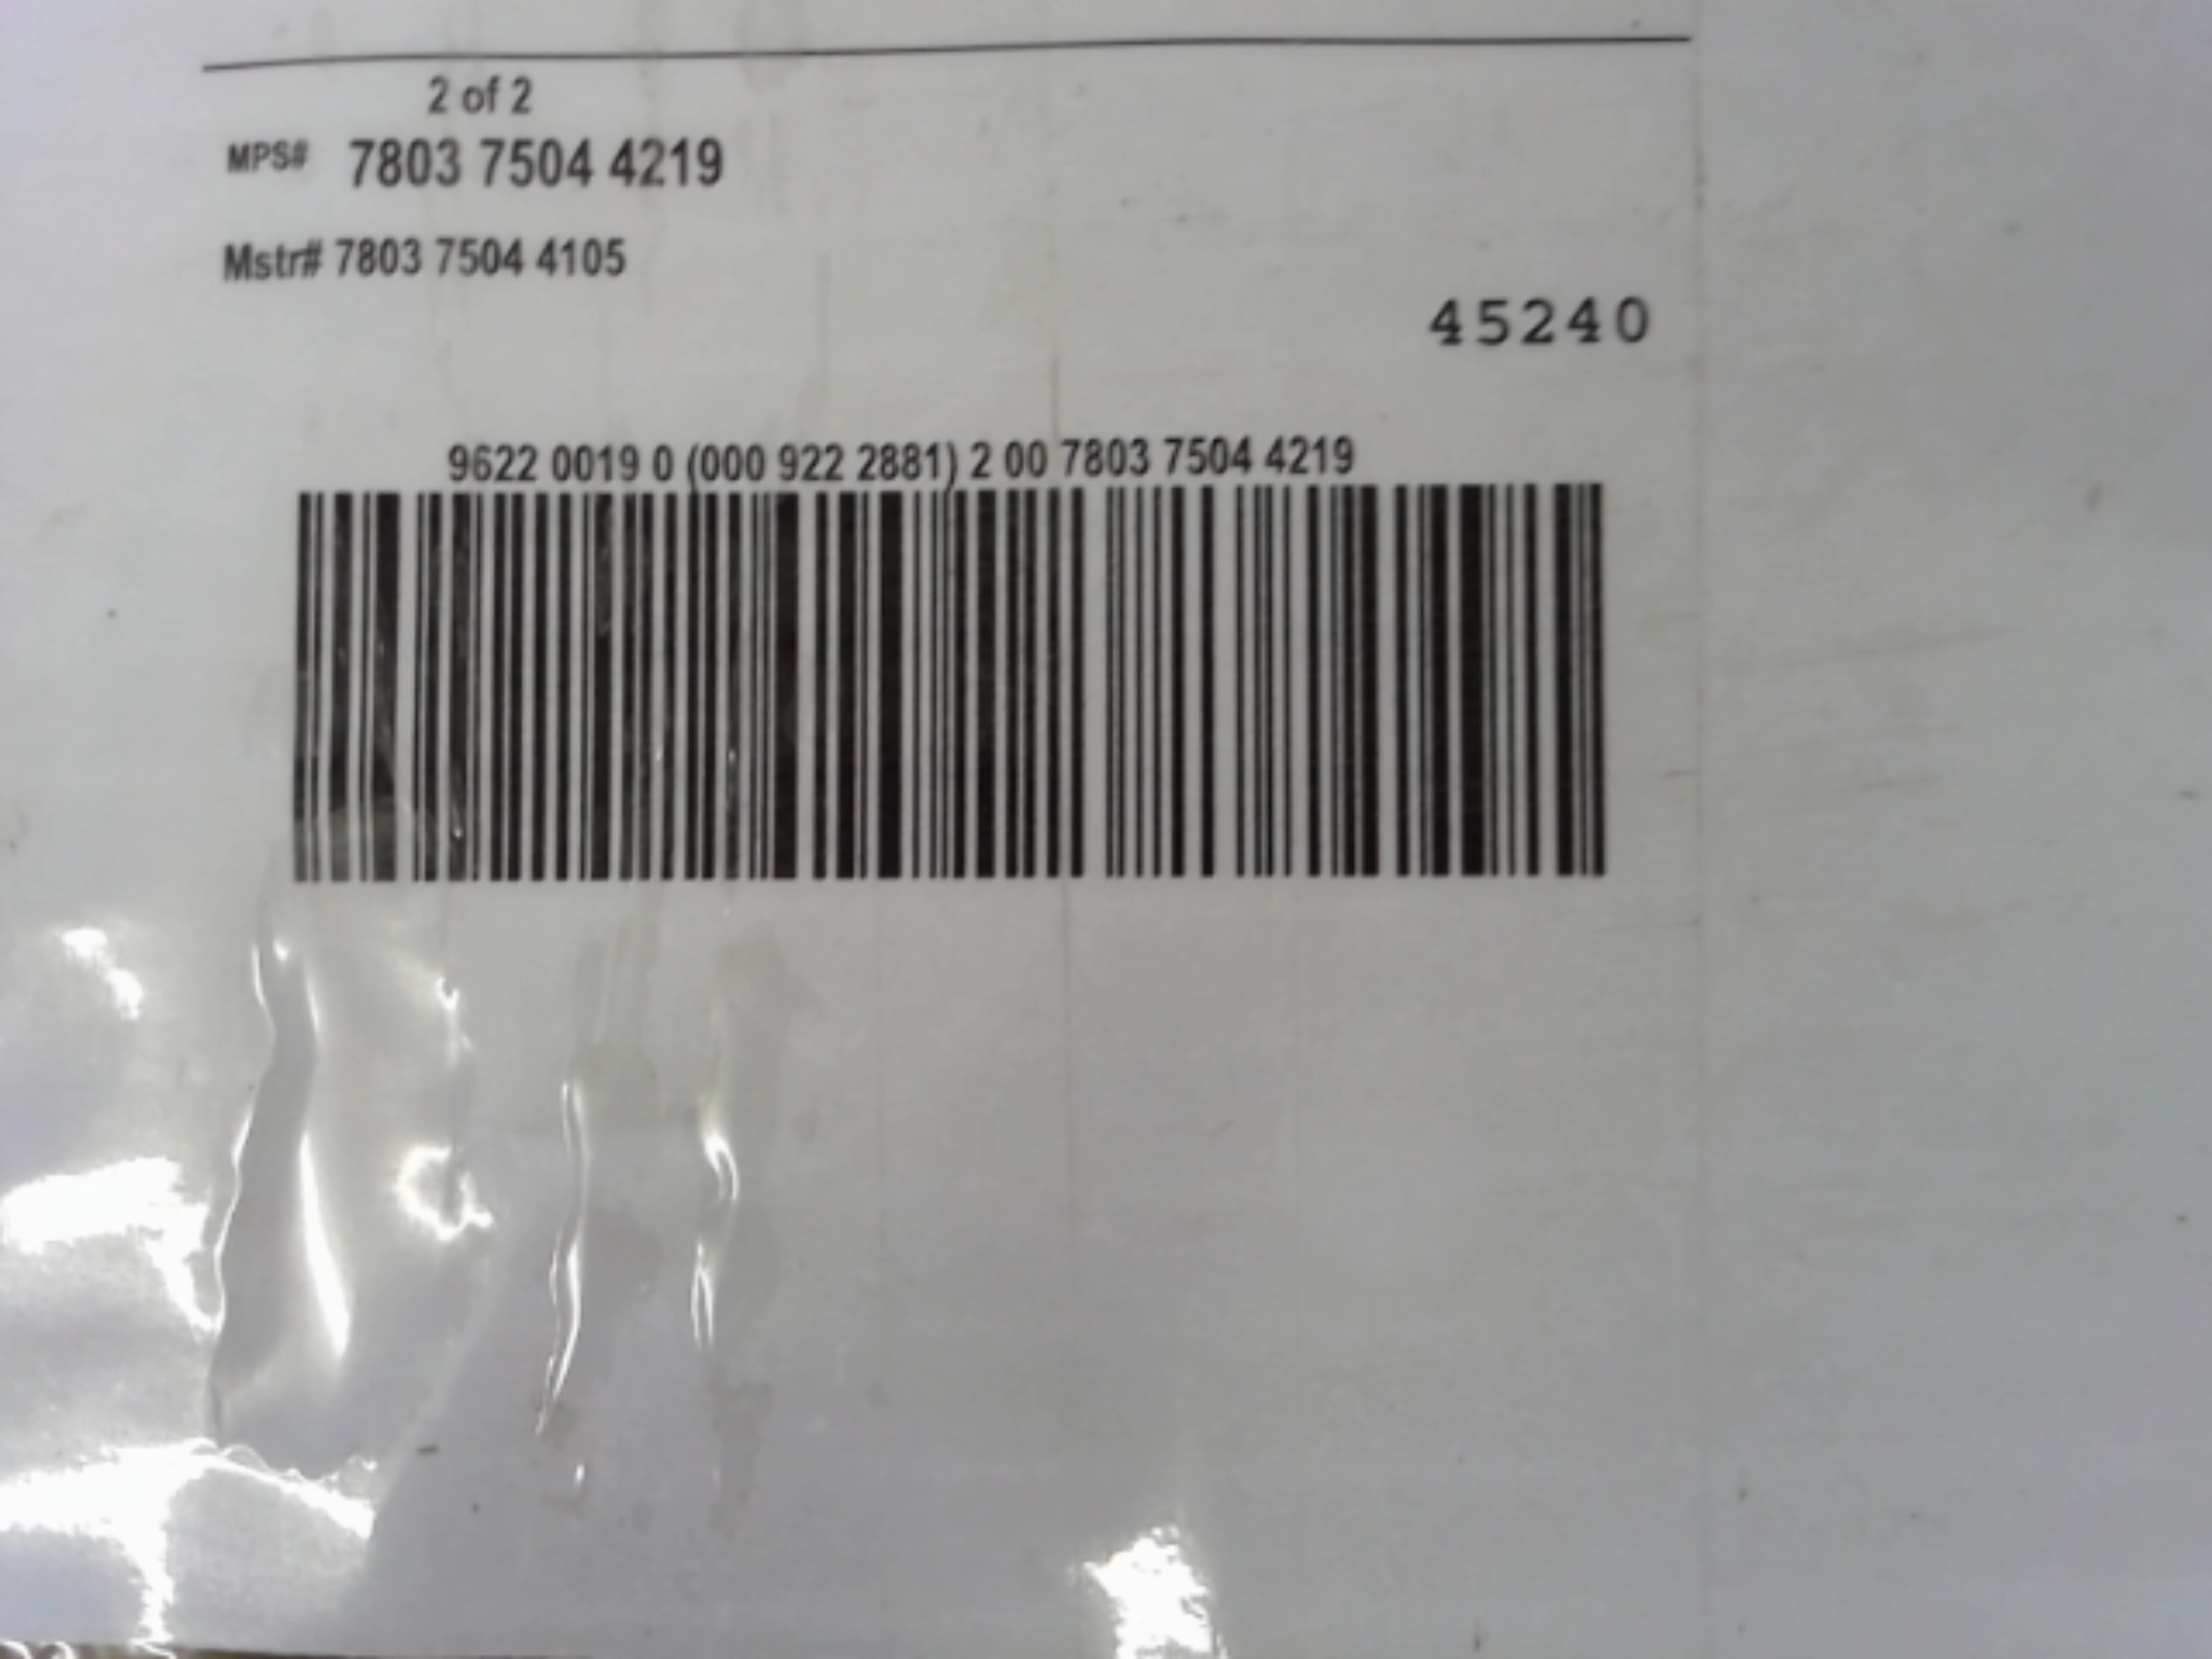 2 of 2
MPS# 7803 7504 4219
Mstr# 7803 7504 4105
45240
9622 0019 0 (000 922 2881) 2 00 7803 7504 4219